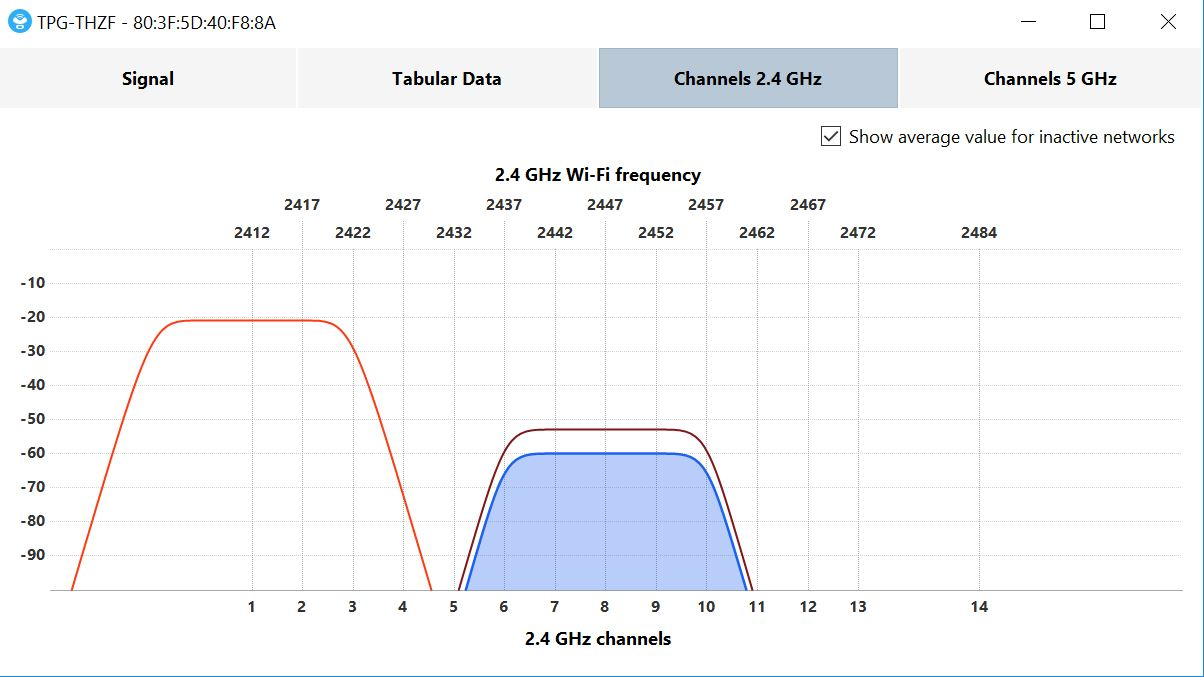 TPG-THZF - 80:3F:5D:40:F8:8A
Signal Tabular Data Channels 2.4 GHz Channels 5 GHz
Show average value for inactive networks
2.4 GHz Wi-Fi frequency
2417 2427 2437 2447 2457 2467
2412 2422 2432 2442 2452 2462 2472 2484
-10
-20
-30
-40
-50
-60
-70
-80
-90
1 2 3 4 5 6 7 8 9 10 11 12 13 14
2.4 GHz channels